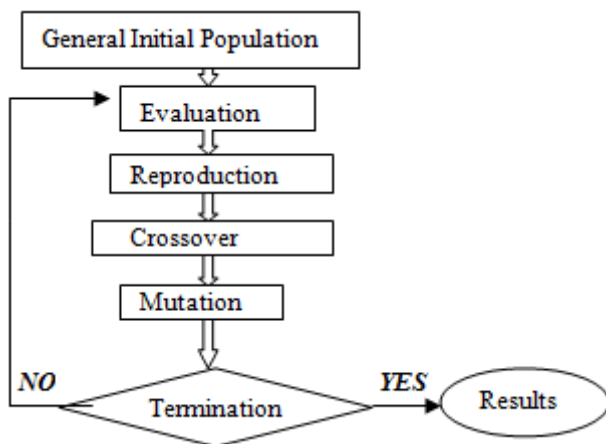 General Initial Population
Evaluation
Reproduction
Crossover
Mutation
NO
YES
Termination
Results